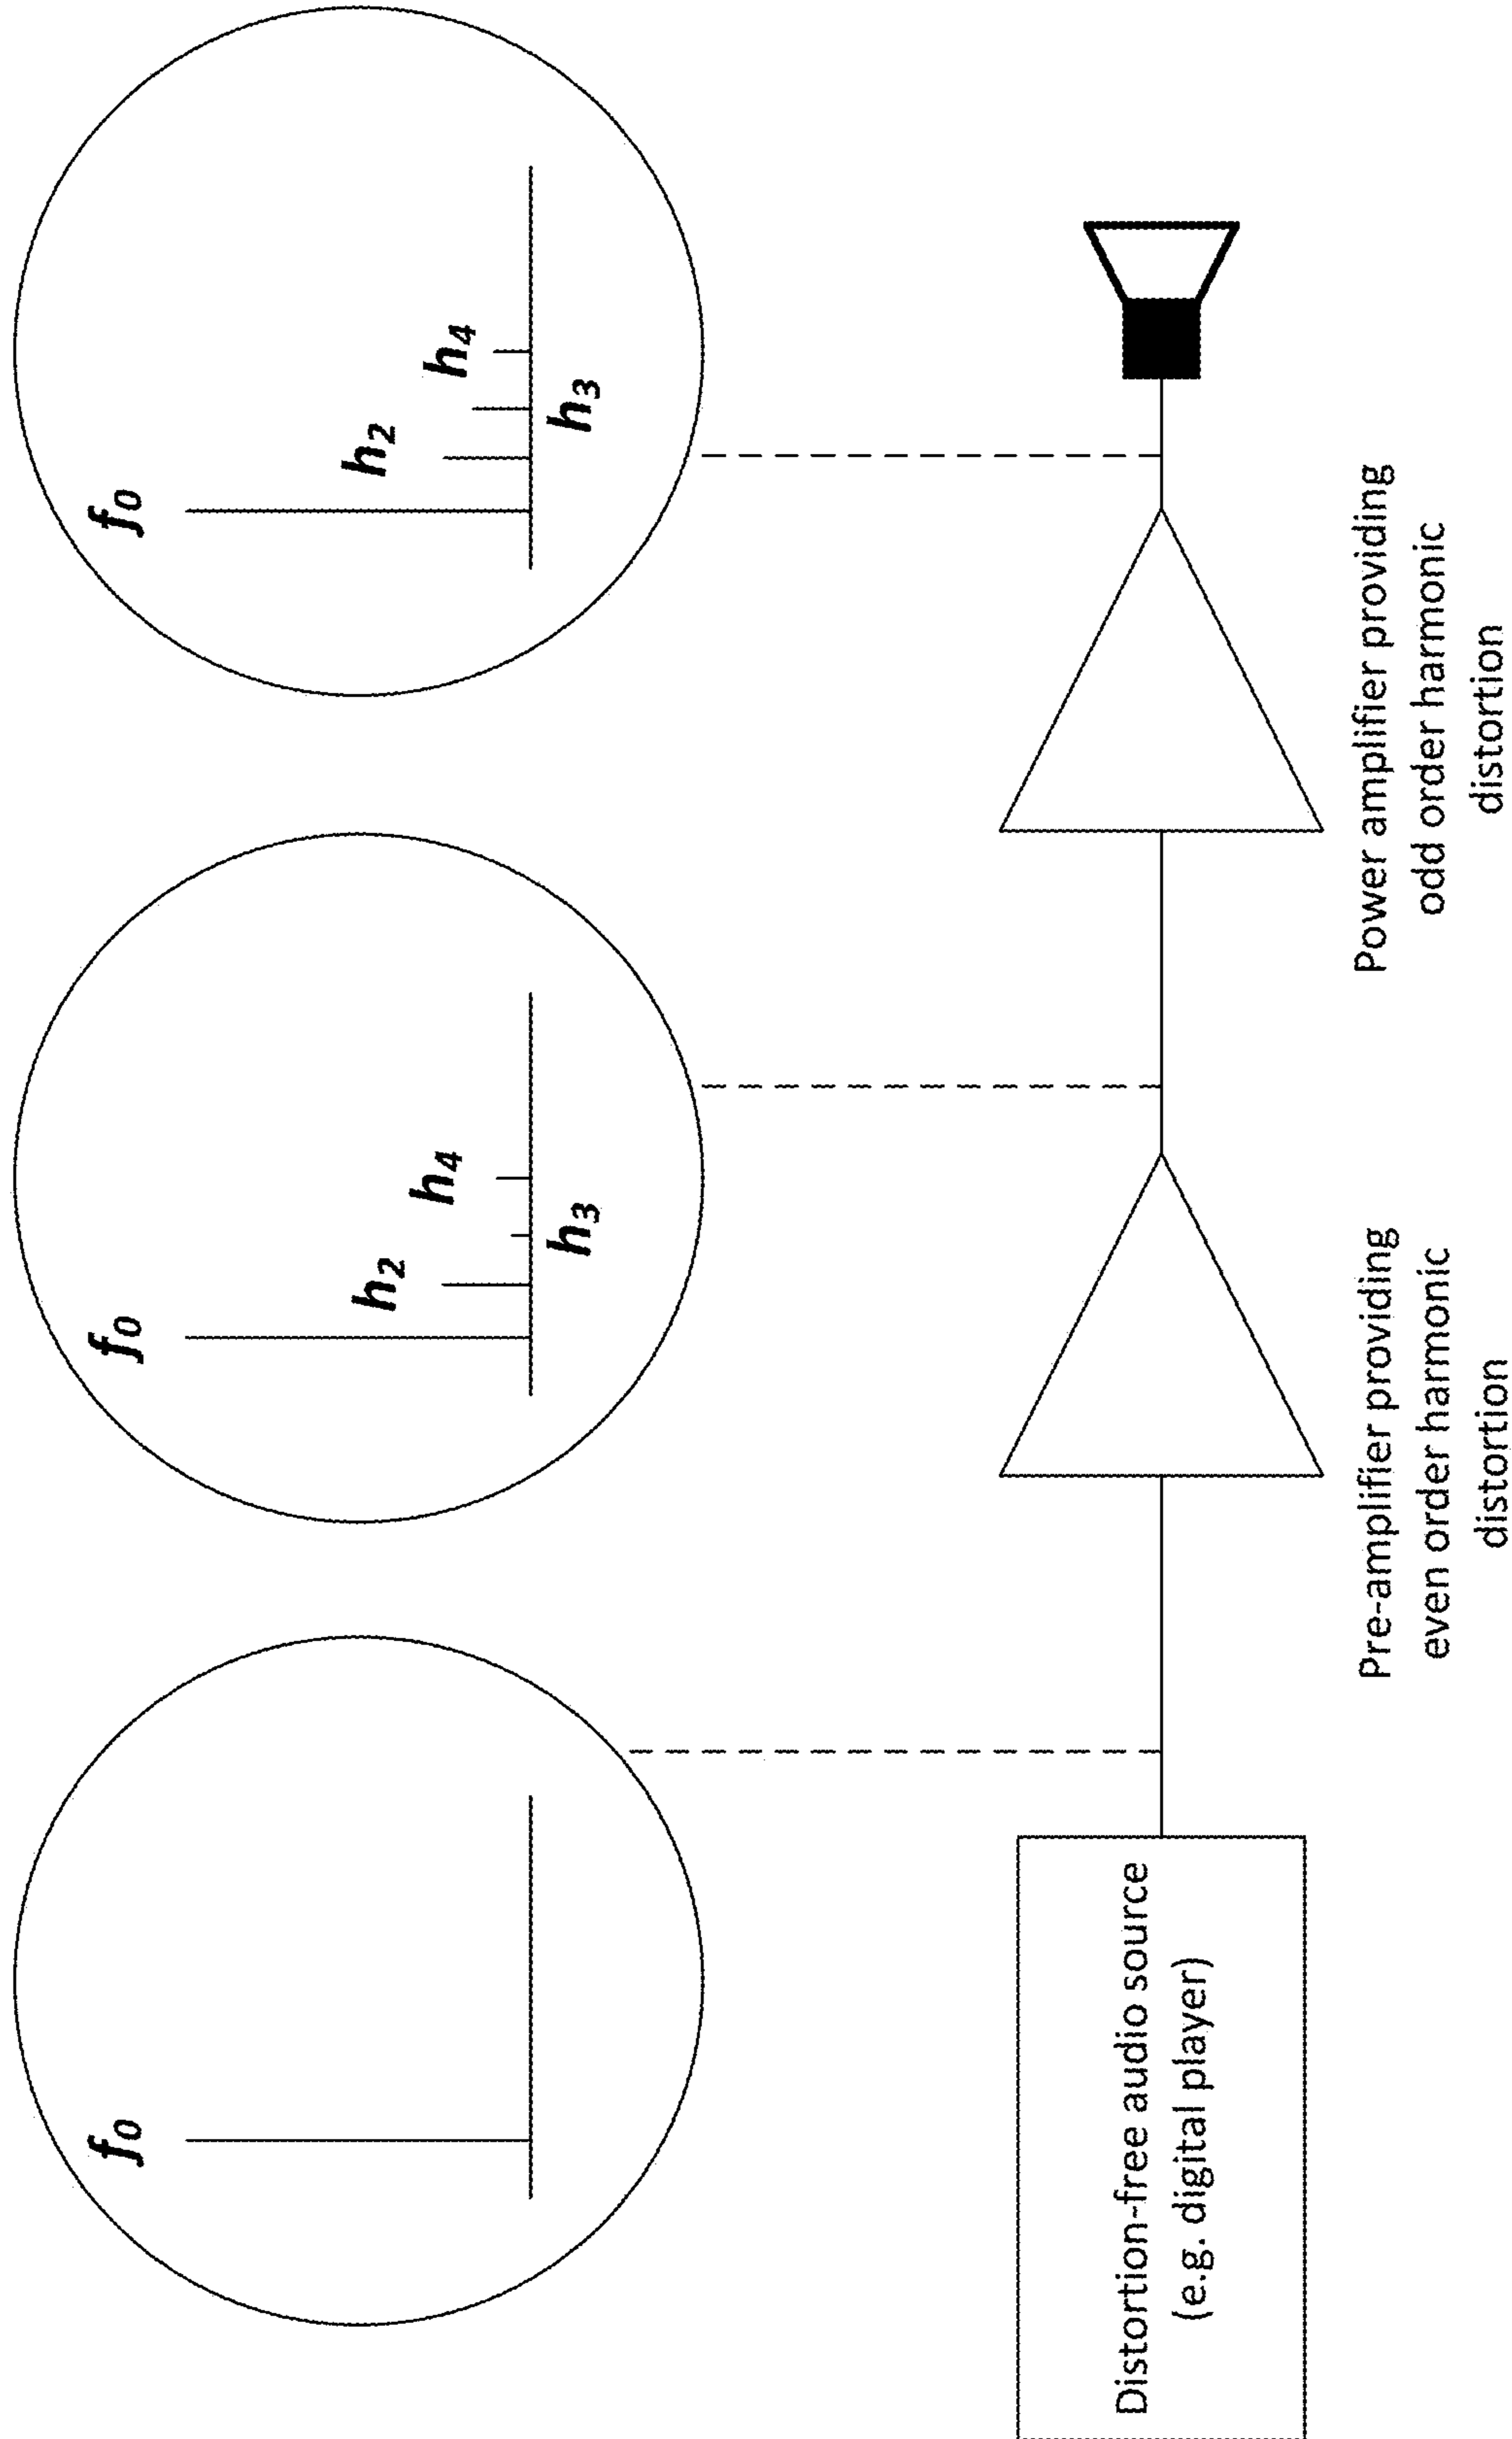 f0
f0
h2
h3
h4
f0
h2
h3
h4
Distortion-free audio source
(e.g. digital player)
Pre-amplifier providing
even order harmonic
distortion
Power amplifier providing
odd order harmonic
distortion